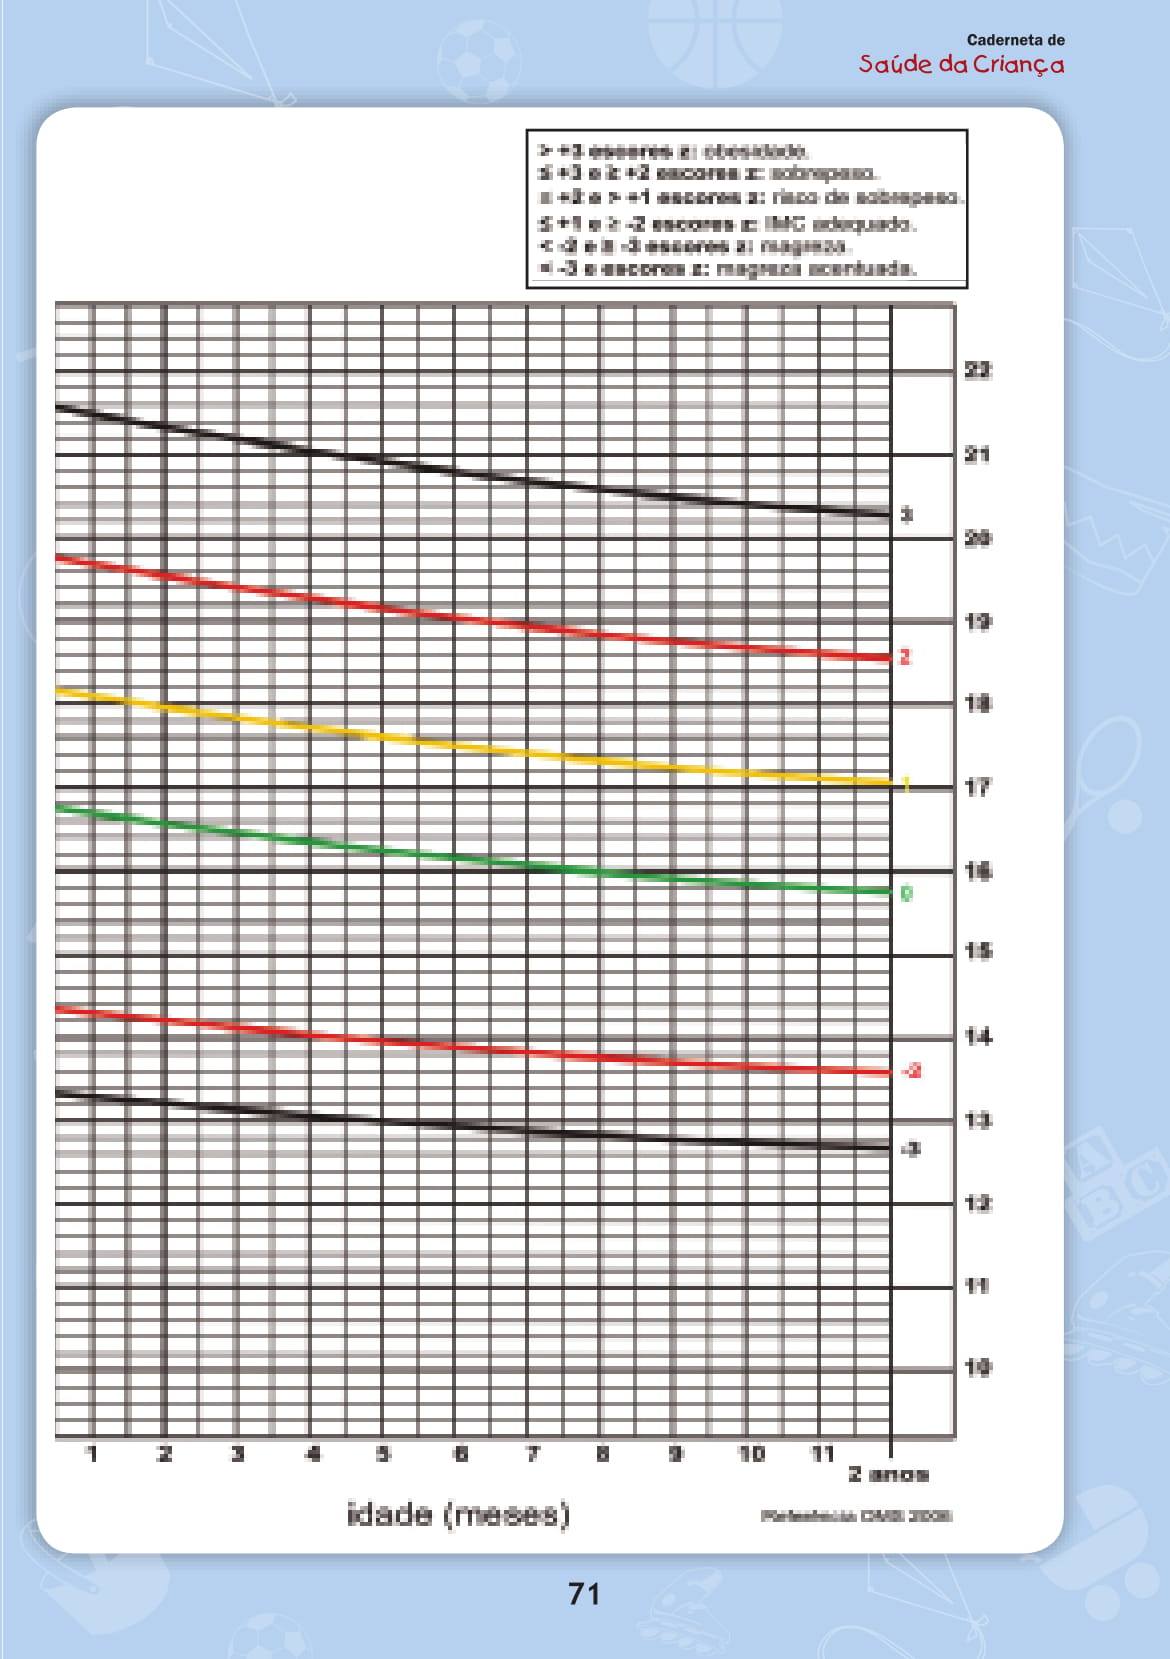 Caderneta de
Saúde da Criança
> +3 escores z: obesidade.
≤ +3 e ≥ +2 escores z: sobrepeso.
≤ +2 e > +1 escores z: risco de sobrepeso.
≤ +1 e ≥ -2 escores z: IMC adequado.
< -2 e ≥ -3 escores z: magreza.
< -3 e escores z: magreza acentuada.
22
21
3
20
19
2
18
1
17
16
0
15
14
-2
13
-3
12
11
10
1 2 3 4 5 6 7 8 9 10 11
2 anos
idade (meses)
Referência OMS 2006
71